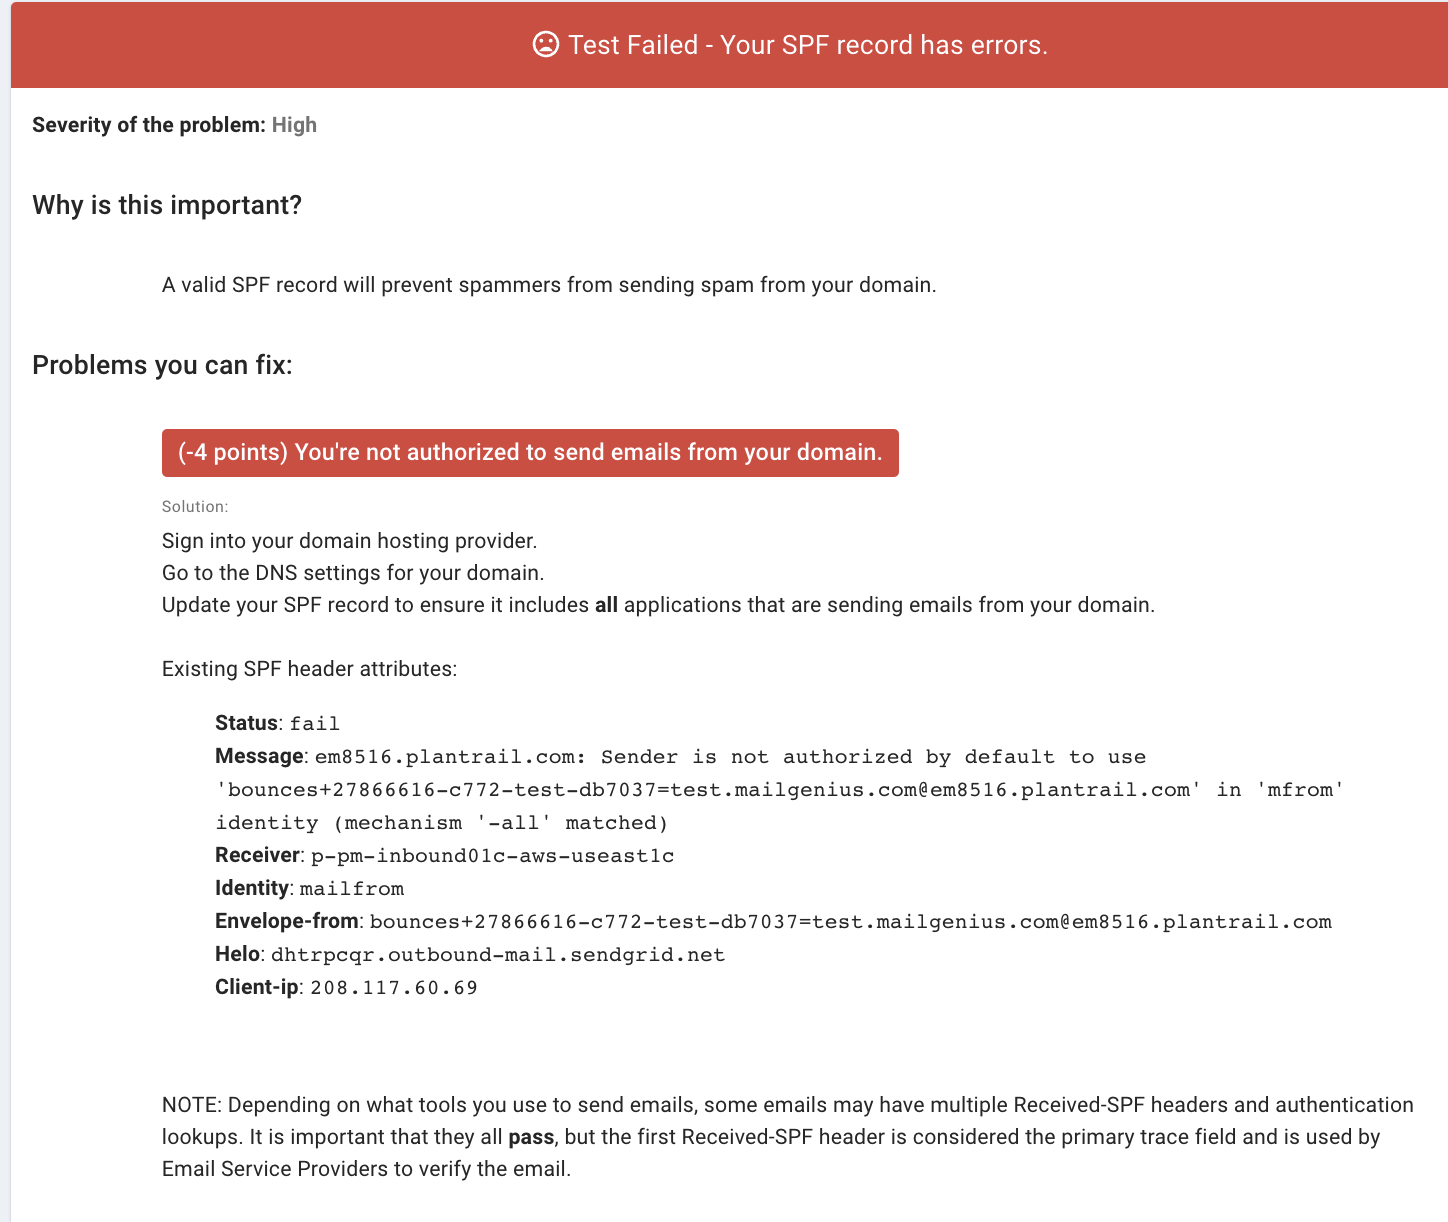 Test Failed - Your SPF record has errors.
Severity of the problem: High
Why is this important?
A valid SPF record will prevent spammers from sending spam from your domain.
Problems you can fix:
(-4 points) You're not authorized to send emails from your domain.
Solution:
Sign into your domain hosting provider.
Go to the DNS settings for your domain.
Update your SPF record to ensure it includes all applications that are sending emails from your domain.
Existing SPF header attributes:
Status: fail
Message: em8516.plantrail.com: Sender is not authorized by default to use
'bounces+27866616-c772-test-db7037=test.mailgenius.com@em8516.plantrail.com' in 'mfrom'
identity (mechanism '-all' matched)
Receiver: p-pm-inbound01c-aws-useast1c
Identity: mailfrom
Envelope-from: bounces+27866616-c772-test-db7037=test.mailgenius.com@em8516.plantrail.com
Helo: dhtrpcqr.outbound-mail.sendgrid.net
Client-ip: 208.117.60.69
NOTE: Depending on what tools you use to send emails, some emails may have multiple Received-SPF headers and authentication
lookups. It is important that they all pass, but the first Received-SPF header is considered the primary trace field and is used by
Email Service Providers to verify the email.